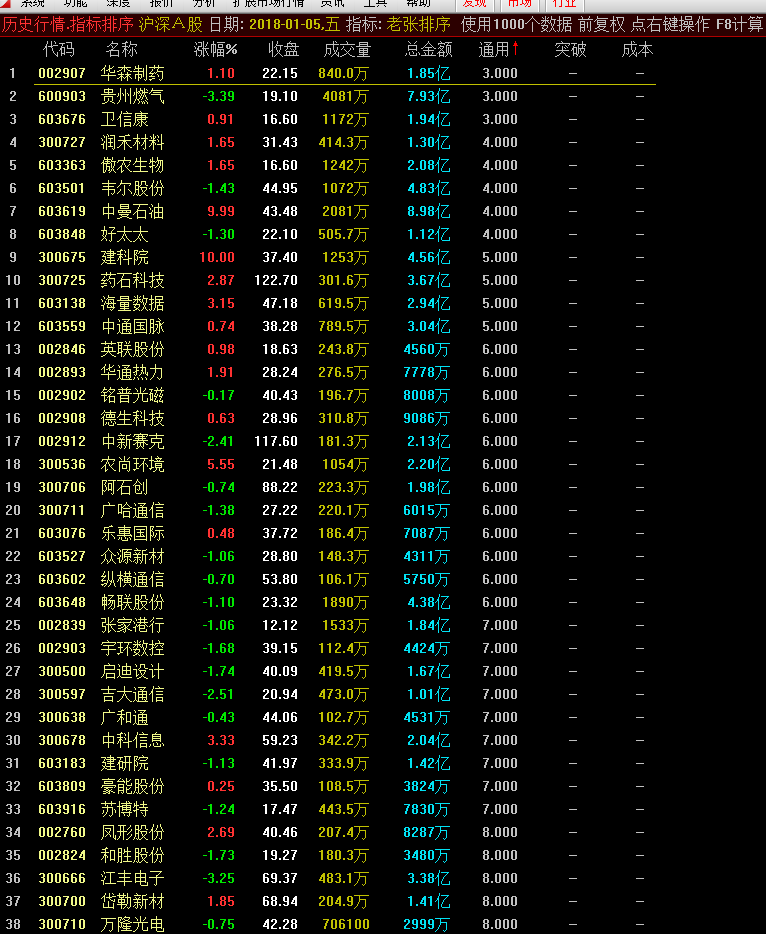 系统 功能 深度 报价 分析 扩展市场行情 资讯 工具 帮助 发现 市场 行业
历史行情.指标排序 沪深A股 日期: 2018-01-05.五 指标: 老张排序 使用1000个数据 前复权 点右键操作 F8计算
代码 名称 涨幅% 收盘 成交量 总金额 通用↑ 突破 成本
1 002907 华森制药 1.10 22.15 840.0万 1.85亿 3.000 — —
2 600903 贵州燃气 -3.39 19.10 4081万 7.93亿 3.000 — —
3 603676 卫信康 0.91 16.60 1172万 1.94亿 3.000 — —
4 300727 润禾材料 1.65 31.43 414.3万 1.30亿 4.000 — —
5 603363 傲农生物 1.65 16.60 1242万 2.08亿 4.000 — —
6 603501 韦尔股份 -1.43 44.95 1072万 4.83亿 4.000 — —
7 603619 中曼石油 9.99 43.48 2081万 8.98亿 4.000 — —
8 603848 好太太 -1.30 22.10 505.7万 1.12亿 4.000 — —
9 300675 建科院 10.00 37.40 1253万 4.56亿 5.000 — —
10 300725 药石科技 2.87 122.70 301.6万 3.67亿 5.000 — —
11 603138 海量数据 3.15 47.18 619.5万 2.94亿 5.000 — —
12 603559 中通国脉 0.74 38.28 789.5万 3.04亿 5.000 — —
13 002846 英联股份 0.98 18.63 243.8万 4560万 6.000 — —
14 002893 华通热力 1.91 28.24 276.5万 7778万 6.000 — —
15 002902 铭普光磁 -0.17 40.43 196.7万 8008万 6.000 — —
16 002908 德生科技 0.63 28.96 310.8万 9086万 6.000 — —
17 002912 中新赛克 -2.41 117.60 181.3万 2.13亿 6.000 — —
18 300536 农尚环境 5.55 21.48 1054万 2.20亿 6.000 — —
19 300706 阿石创 -0.74 88.22 223.3万 1.98亿 6.000 — —
20 300711 广哈通信 -1.38 27.22 220.1万 6015万 6.000 — —
21 603076 乐惠国际 0.48 37.72 186.4万 7087万 6.000 — —
22 603527 众源新材 -1.06 28.80 148.3万 4311万 6.000 — —
23 603602 纵横通信 -0.70 53.80 106.1万 5750万 6.000 — —
24 603648 畅联股份 -1.10 23.32 1890万 4.38亿 6.000 — —
25 002839 张家港行 -1.06 12.12 1533万 1.84亿 7.000 — —
26 002903 宇环数控 -1.68 39.15 112.4万 4424万 7.000 — —
27 300500 启迪设计 -1.74 40.09 419.5万 1.67亿 7.000 — —
28 300597 吉大通信 -2.51 20.94 473.0万 1.01亿 7.000 — —
29 300638 广和通 -0.43 44.06 102.7万 4531万 7.000 — —
30 300678 中科信息 3.33 59.23 342.2万 2.04亿 7.000 — —
31 603183 建研院 -1.13 41.97 333.9万 1.42亿 7.000 — —
32 603809 豪能股份 0.25 35.50 108.5万 3824万 7.000 — —
33 603916 苏博特 -1.24 17.47 443.5万 7830万 7.000 — —
34 002760 凤形股份 2.69 40.46 207.4万 8287万 8.000 — —
35 002824 和胜股份 -1.73 19.27 180.3万 3480万 8.000 — —
36 300666 江丰电子 -3.25 69.37 483.1万 3.38亿 8.000 — —
37 300700 岱勒新材 1.85 68.94 204.9万 1.41亿 8.000 — —
38 300710 万隆光电 -0.75 42.28 706100 2999万 8.000 — —